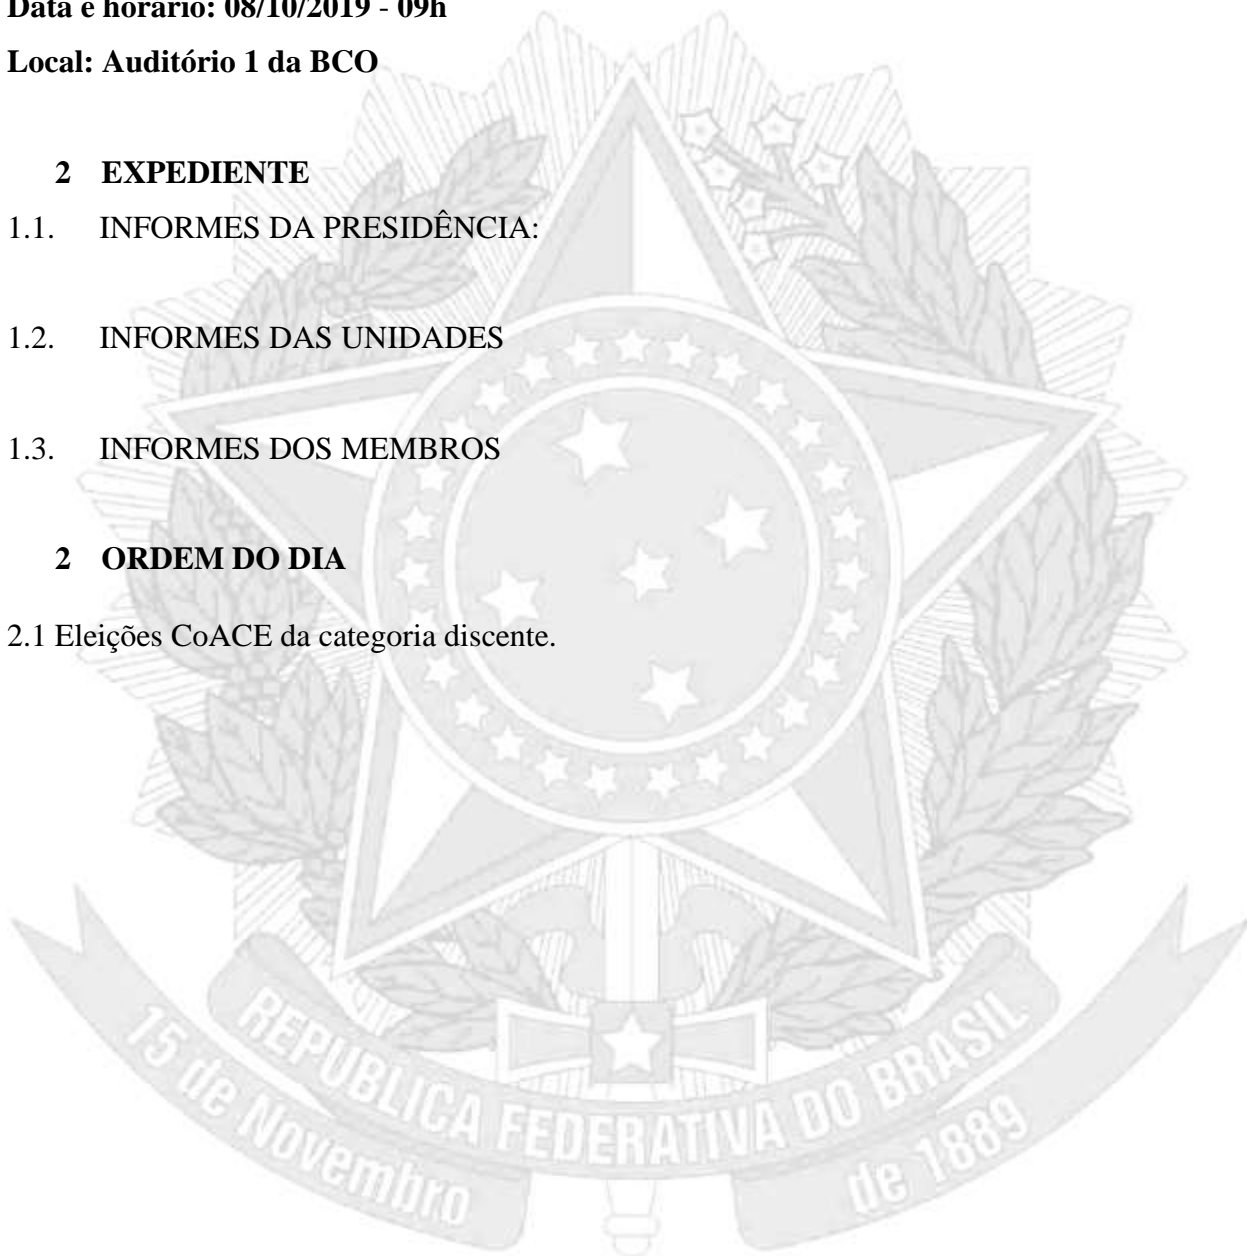 Data e horário: 08/10/2019 - 09h
Local: Auditório 1 da BCO
2 EXPEDIENTE
1.1. INFORMES DA PRESIDÊNCIA:
1.2. INFORMES DAS UNIDADES
1.3. INFORMES DOS MEMBROS
2 ORDEM DO DIA
2.1 Eleições CoACE da categoria discente.
REPUBLICA FEDERATIVA DO BRASIL
15 de Novembro de 1889